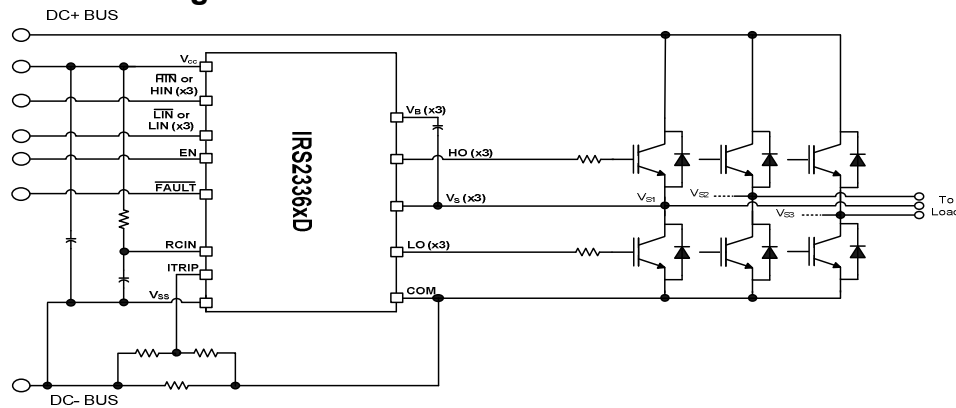 DC+ BUS
VCC
HIN or
HIN (x3)
LIN or
LIN (x3)
EN
FAULT
RCIN
ITRIP
VSS
IRS2336xD
VB (x3)
HO (x3)
VS (x3)
LO (x3)
COM
VS1
VS2
VS3
To
Load
DC- BUS